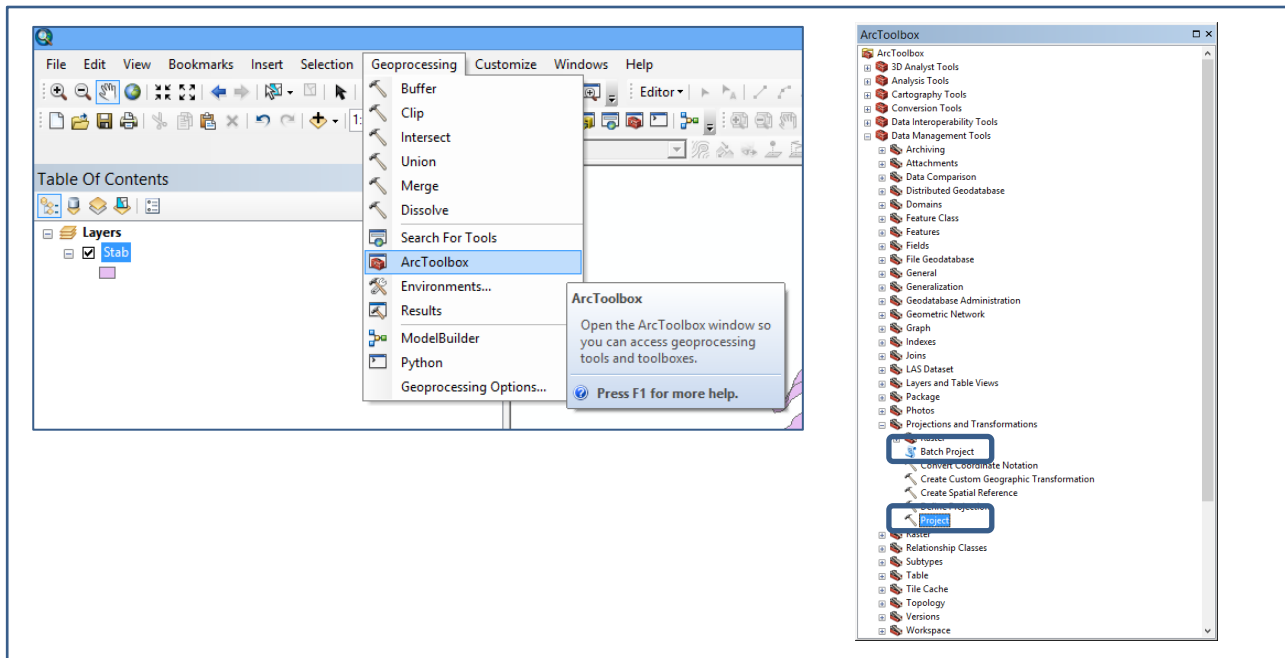 File Edit View Bookmarks Insert Selection Geoprocessing Customize Windows Help
Editor
1:
Table Of Contents
Layers
Stab
Buffer
Clip
Intersect
Union
Merge
Dissolve
Search For Tools
ArcToolbox
Environments...
Results
ModelBuilder
Python
Geoprocessing Options...
ArcToolbox
Open the ArcToolbox window so
you can access geoprocessing
tools and toolboxes.
Press F1 for more help.
ArcToolbox
ArcToolbox
3D Analyst Tools
Analysis Tools
Cartography Tools
Conversion Tools
Data Interoperability Tools
Data Management Tools
Archiving
Attachments
Data Comparison
Distributed Geodatabase
Domains
Feature Class
Features
Fields
File Geodatabase
General
Generalization
Geodatabase Administration
Geometric Network
Graph
Indexes
Joins
LAS Dataset
Layers and Table Views
Package
Photos
Projections and Transformations
Raster
Batch Project
Convert Coordinate Notation
Create Custom Geographic Transformation
Create Spatial Reference
Define Projection
Project
Raster
Relationship Classes
Subtypes
Table
Tile Cache
Topology
Versions
Workspace